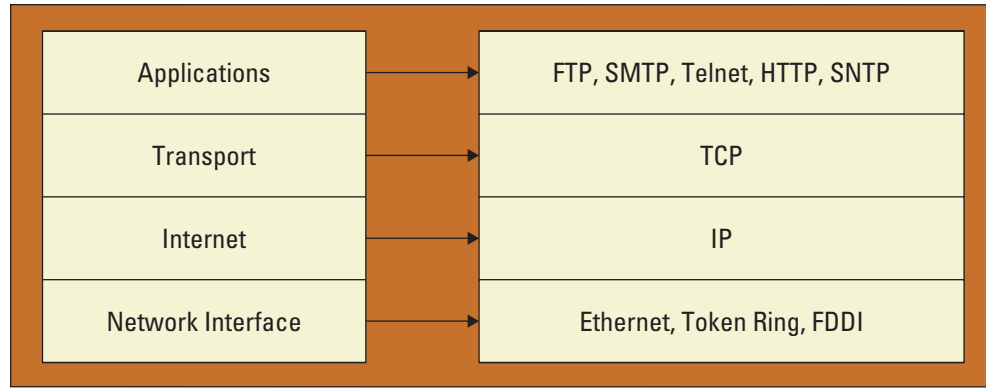 Applications
FTP, SMTP, Telnet, HTTP, SNTP
Transport
TCP
Internet
IP
Network Interface
Ethernet, Token Ring, FDDI